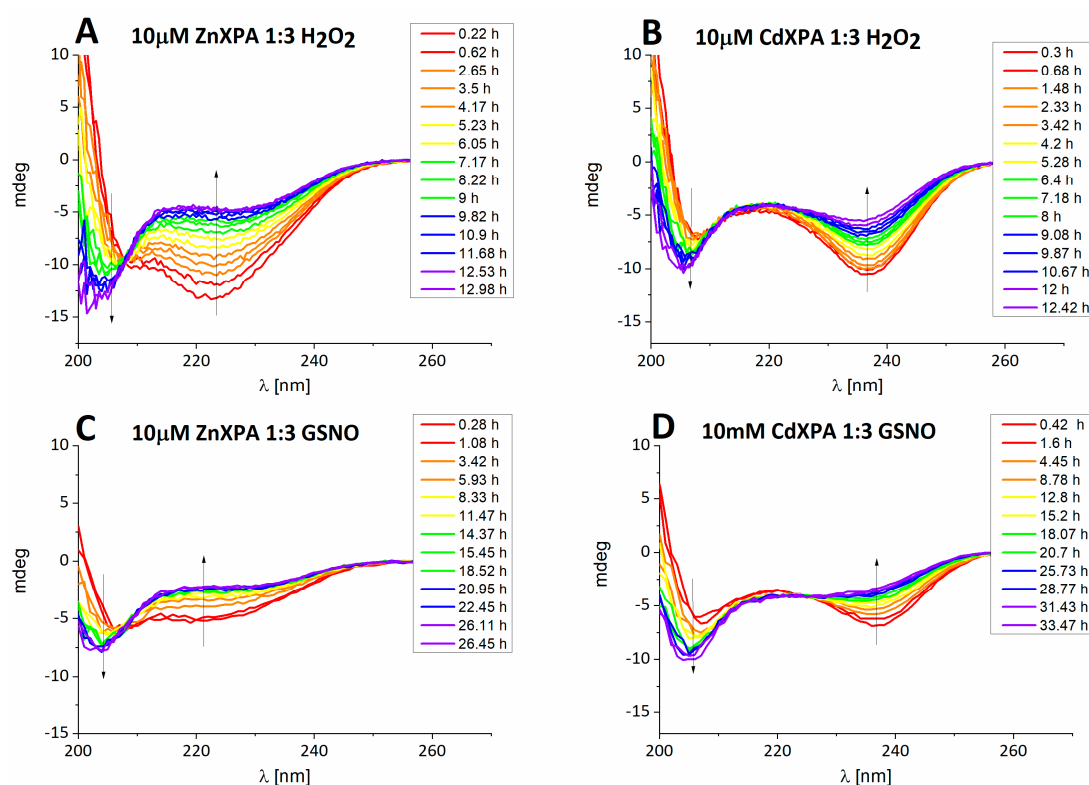 A 10μM ZnXPA 1:3 H₂O₂
10
5
0
-5
-10
-15
mdeg
200 220 240 260
λ [nm]
0.22 h
0.62 h
2.65 h
3.5 h
4.17 h
5.23 h
6.05 h
7.17 h
8.22 h
9 h
9.82 h
10.9 h
11.68 h
12.53 h
12.98 h
B 10μM CdXPA 1:3 H₂O₂
10
5
0
-5
-10
-15
mdeg
200 220 240 260
λ [nm]
0.3 h
0.68 h
1.48 h
2.33 h
3.42 h
4.2 h
5.28 h
6.4 h
7.18 h
8 h
9.08 h
9.87 h
10.67 h
12 h
12.42 h
C 10μM ZnXPA 1:3 GSNO
10
5
0
-5
-10
-15
mdeg
200 220 240 260
λ [nm]
0.28 h
1.08 h
3.42 h
5.93 h
8.33 h
11.47 h
14.37 h
15.45 h
18.52 h
20.95 h
22.45 h
26.11 h
26.45 h
D 10mM CdXPA 1:3 GSNO
10
5
0
-5
-10
-15
mdeg
200 220 240 260
λ [nm]
0.42 h
1.6 h
4.45 h
8.78 h
12.8 h
15.2 h
18.07 h
20.7 h
25.73 h
28.77 h
31.43 h
33.47 h